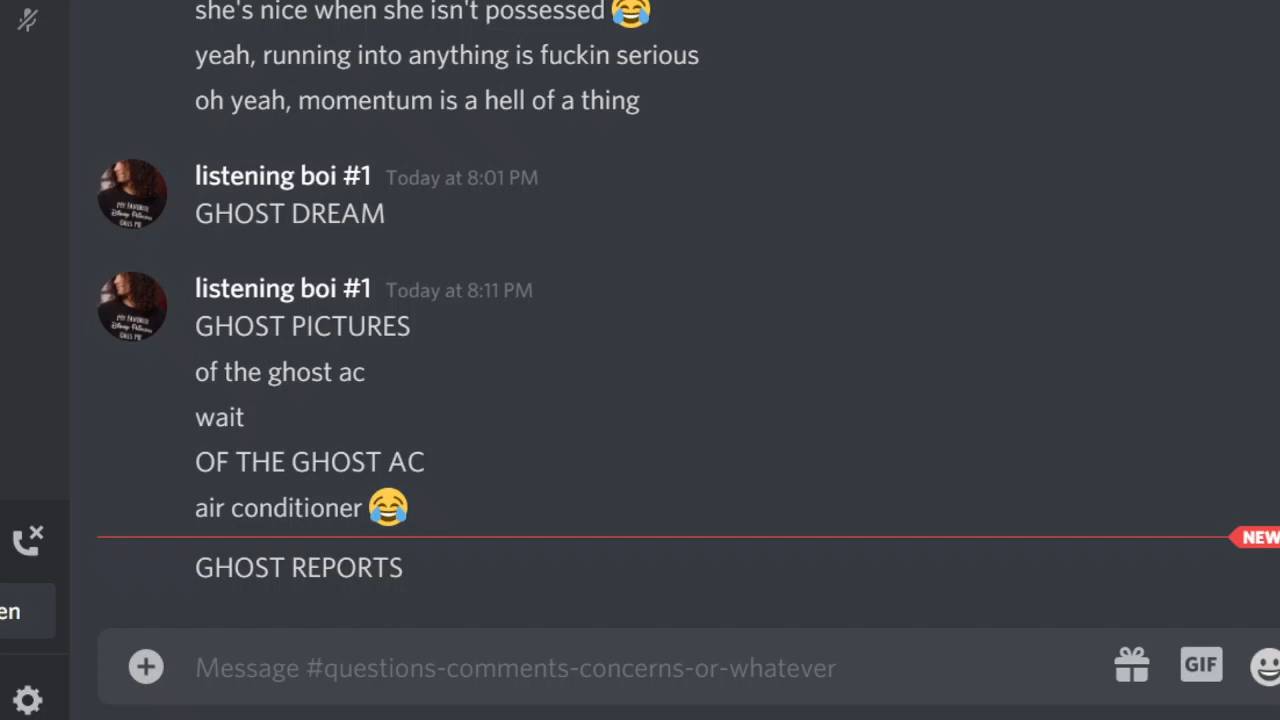 she's nice when she isn't possessed 😂
yeah, running into anything is fuckin serious
oh yeah, momentum is a hell of a thing
listening boi #1 Today at 8:01 PM
GHOST DREAM
listening boi #1 Today at 8:11 PM
GHOST PICTURES
of the ghost ac
wait
OF THE GHOST AC
air conditioner 😂
NEW
GHOST REPORTS
en
Message #questions-comments-concerns-or-whatever
GIF